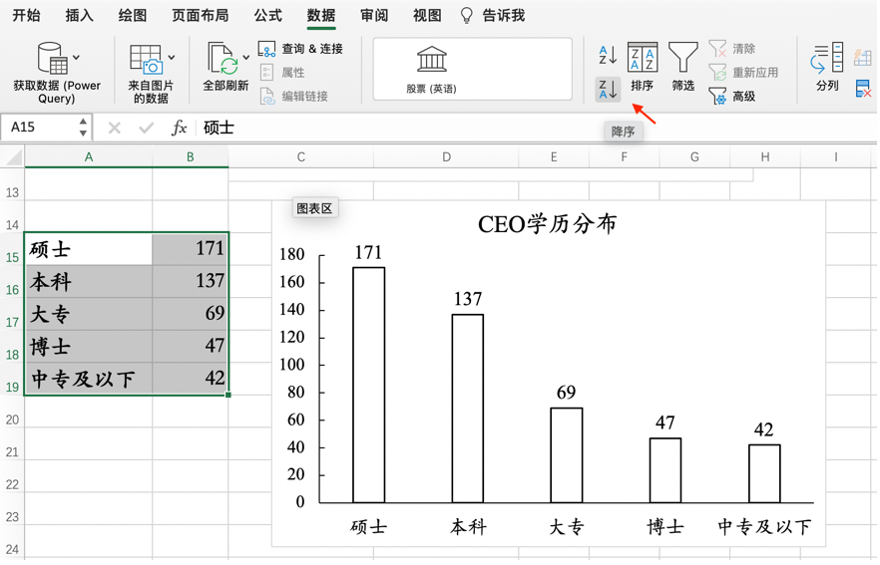 开始 插入 绘图 页面布局 公式 数据 审阅 视图 告诉我
获取数据 (Power Query)
来自图片的数据
全部刷新
查询 & 连接
属性
编辑链接
股票 (英语)
A Z
Z A
排序
筛选
清除
重新应用
高级
分列
降序
A15 fx 硕士
A B C D E F G H I
13
14
15 硕士 171
16 本科 137
17 大专 69
18 博士 47
19 中专及以下 42
20
21
22
23
24
图表区
CEO学历分布
180
160
140
120
100
80
60
40
20
0
171 137 69 47 42
硕士 本科 大专 博士 中专及以下